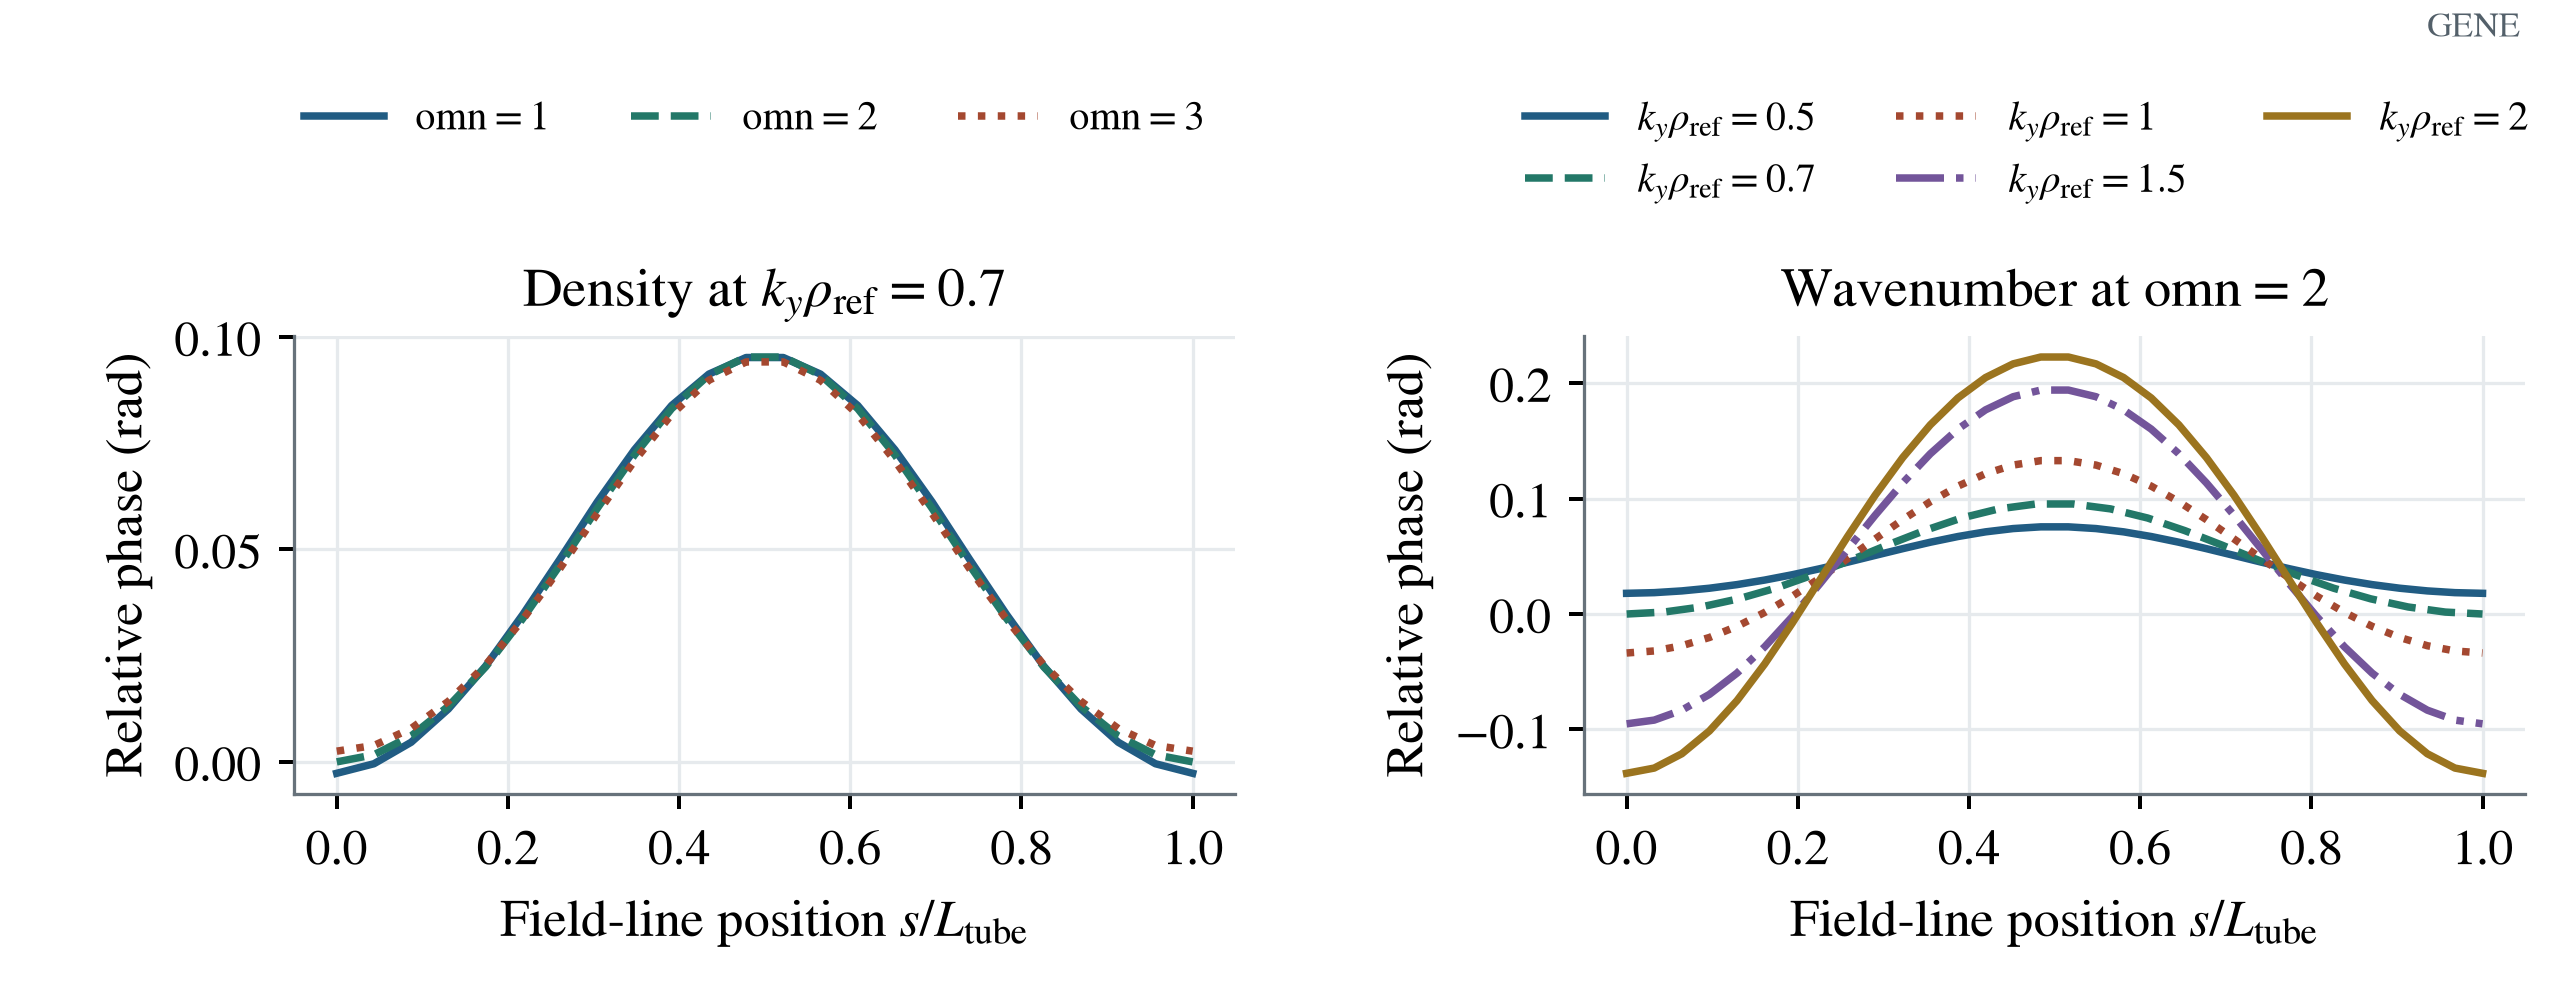 GENE
omn = 1 omn = 2 omn = 3
k_yρ_ref = 0.5 k_yρ_ref = 1 k_yρ_ref = 2
k_yρ_ref = 0.7 k_yρ_ref = 1.5
Density at k_yρ_ref = 0.7
Relative phase (rad)
0.10
0.05
0.00
0.0 0.2 0.4 0.6 0.8 1.0
Field-line position s/L_tube
Wavenumber at omn = 2
Relative phase (rad)
0.2
0.1
0.0
−0.1
0.0 0.2 0.4 0.6 0.8 1.0
Field-line position s/L_tube